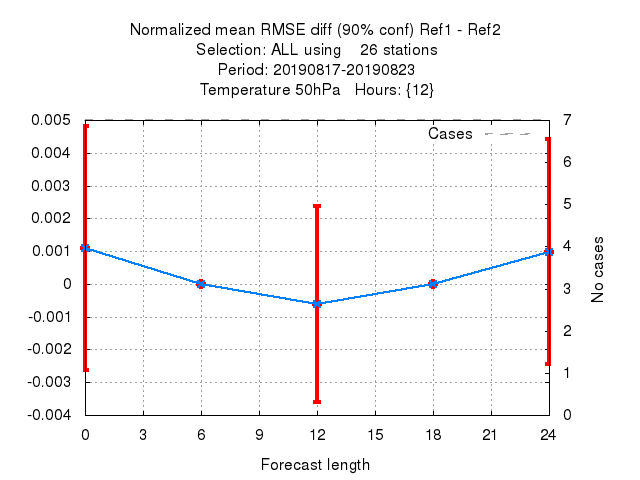 Normalized mean RMSE diff (90% conf) Ref1 - Ref2
Selection: ALL using    26 stations
Period: 20190817-20190823
Temperature 50hPa   Hours: {12}
0.005
0.004
0.003
0.002
0.001
0
-0.001
-0.002
-0.003
-0.004
Cases
7
6
5
4
3
2
1
0
No cases
0 3 6 9 12 15 18 21 24
Forecast length